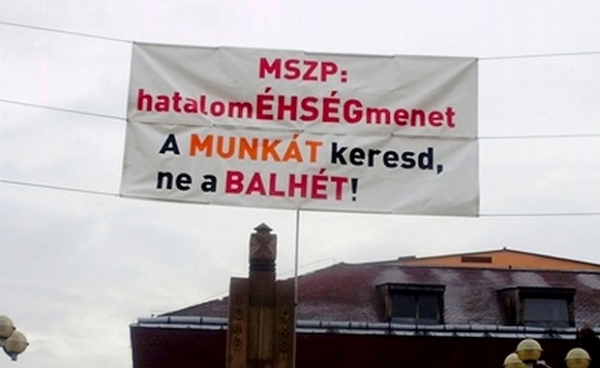 MSZP:
hatalomÉHSÉGmenet
A MUNKÁT keresd,
ne a BALHÉT!